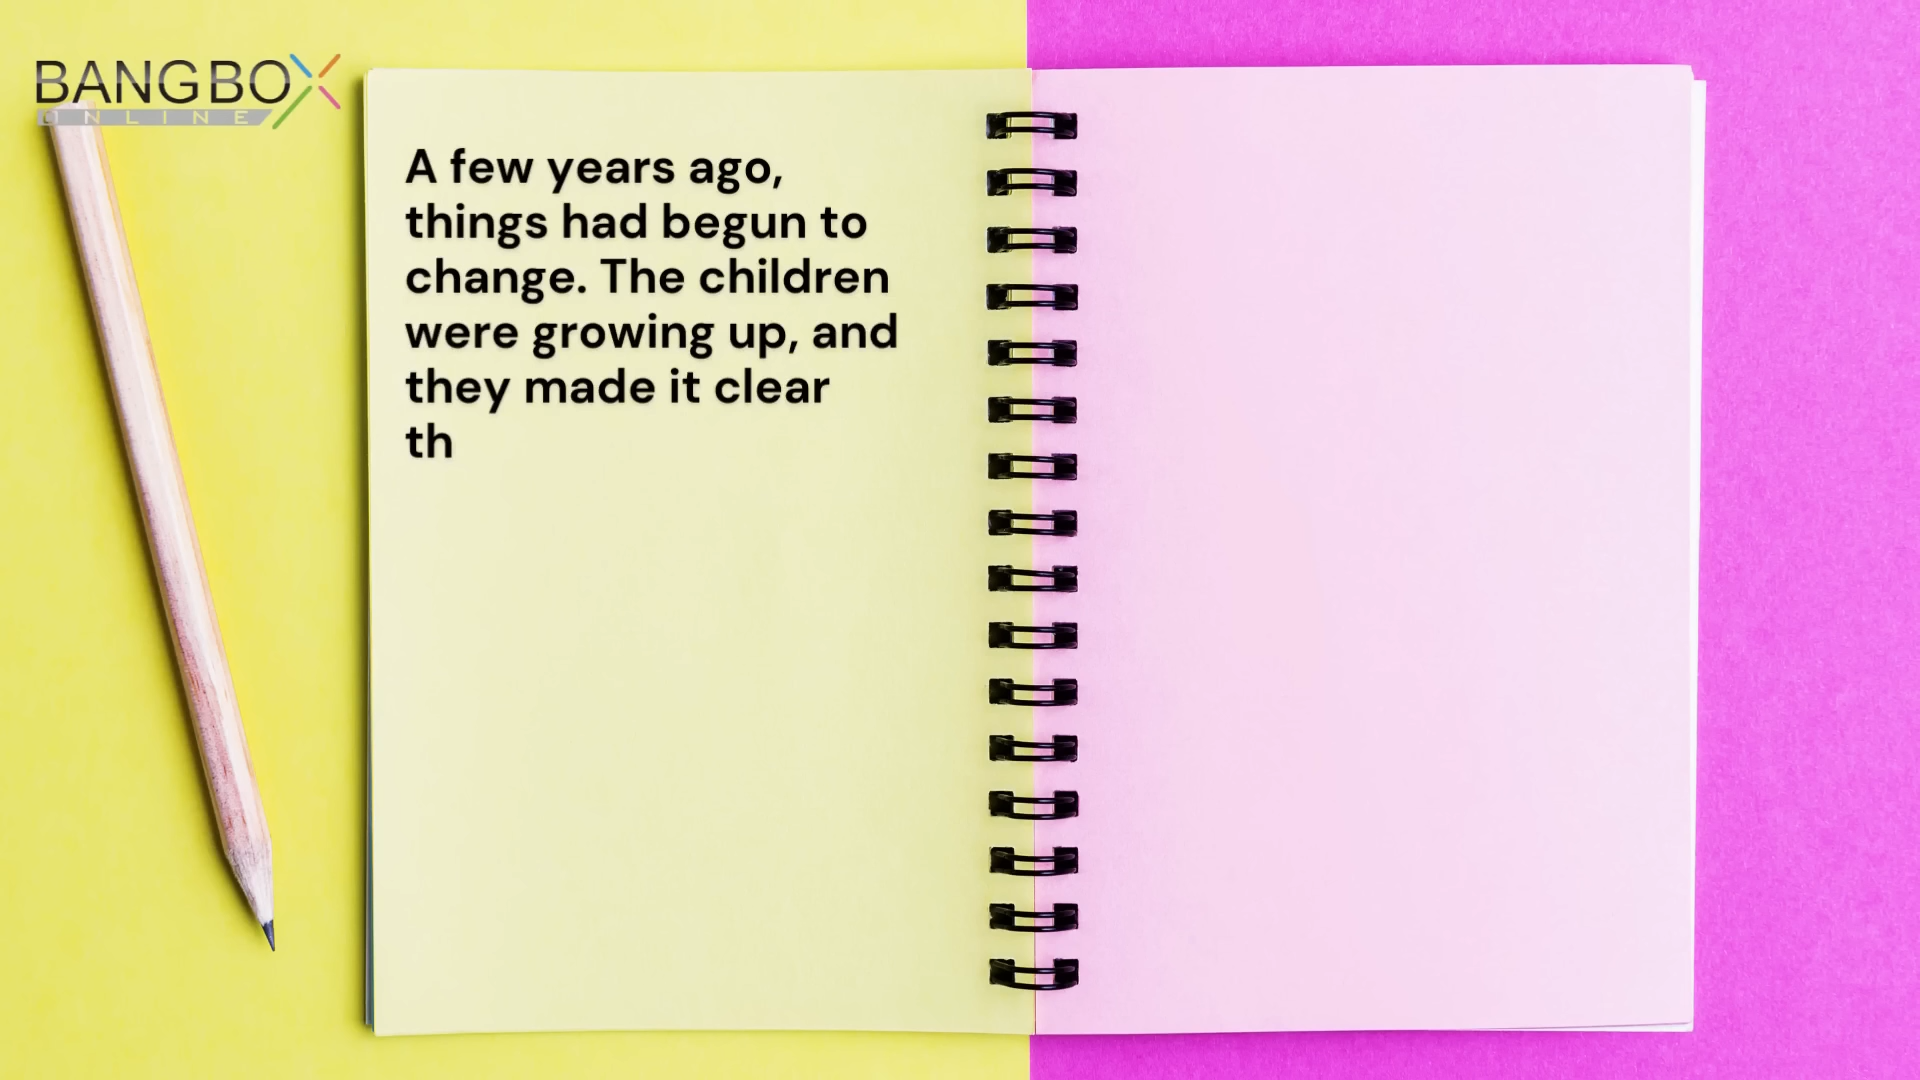 BANGBOX
ONLINE
A few years ago,
things had begun to
change. The children
were growing up, and
they made it clear
th